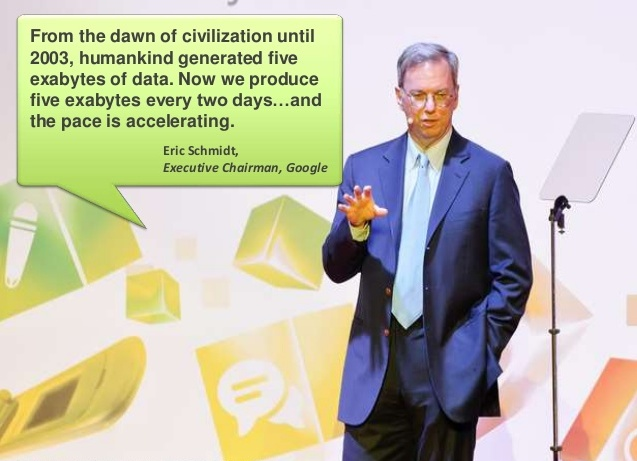 From the dawn of civilization until
2003, humankind generated five
exabytes of data. Now we produce
five exabytes every two days…and
the pace is accelerating.
Eric Schmidt,
Executive Chairman, Google